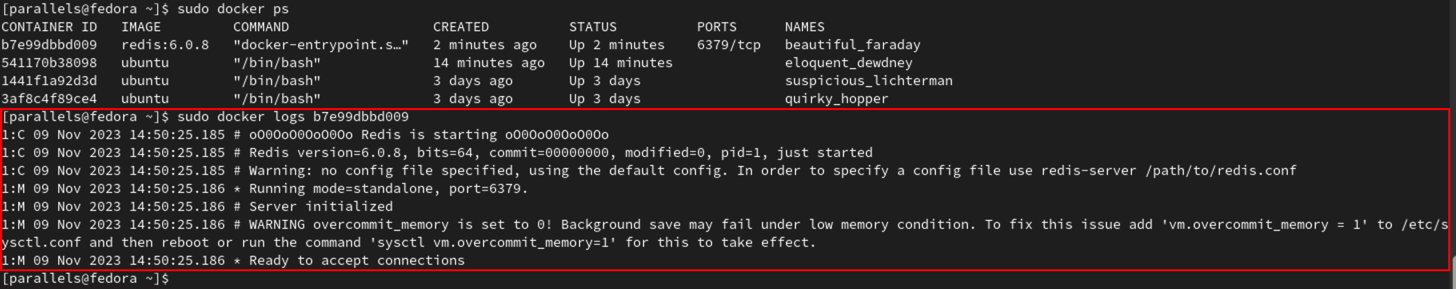 [parallels@fedora ~]$ sudo docker ps
CONTAINER ID   IMAGE         COMMAND                  CREATED          STATUS          PORTS      NAMES
b7e99dbbd009   redis:6.0.8   "docker-entrypoint.s…"   2 minutes ago    Up 2 minutes    6379/tcp   beautiful_faraday
541170b38098   ubuntu        "/bin/bash"              14 minutes ago   Up 14 minutes              eloquent_dewdney
1441f1a92d3d   ubuntu        "/bin/bash"              3 days ago       Up 3 days                  suspicious_lichterman
3af8c4f89ce4   ubuntu        "/bin/bash"              3 days ago       Up 3 days                  quirky_hopper
[parallels@fedora ~]$ sudo docker logs b7e99dbbd009
1:C 09 Nov 2023 14:50:25.185 # oO0OoO0OoO0Oo Redis is starting oO0OoO0OoO0Oo
1:C 09 Nov 2023 14:50:25.185 # Redis version=6.0.8, bits=64, commit=00000000, modified=0, pid=1, just started
1:C 09 Nov 2023 14:50:25.185 # Warning: no config file specified, using the default config. In order to specify a config file use redis-server /path/to/redis.conf
1:M 09 Nov 2023 14:50:25.186 * Running mode=standalone, port=6379.
1:M 09 Nov 2023 14:50:25.186 # Server initialized
1:M 09 Nov 2023 14:50:25.186 # WARNING overcommit_memory is set to 0! Background save may fail under low memory condition. To fix this issue add 'vm.overcommit_memory = 1' to /etc/s
ysctl.conf and then reboot or run the command 'sysctl vm.overcommit_memory=1' for this to take effect.
1:M 09 Nov 2023 14:50:25.186 * Ready to accept connections
[parallels@fedora ~]$